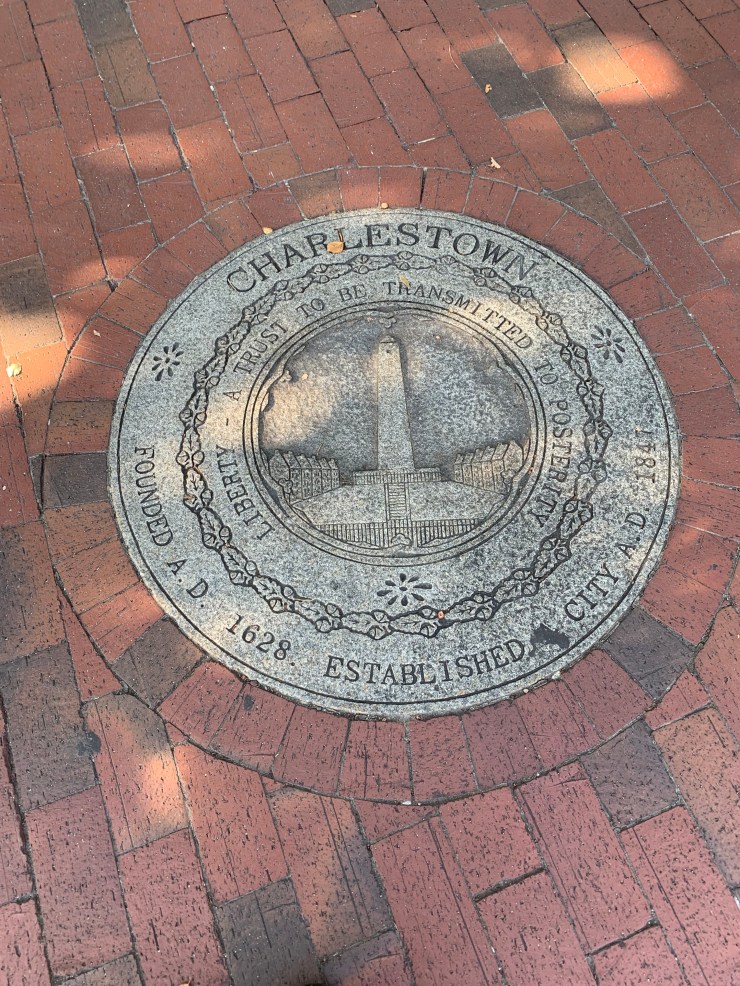 CHARLESTOWN
LIBERTY - A TRUST TO BE TRANSMITTED TO POSTERITY
FOUNDED A.D. 1628. ESTABLISHED A CITY A.D. 1847